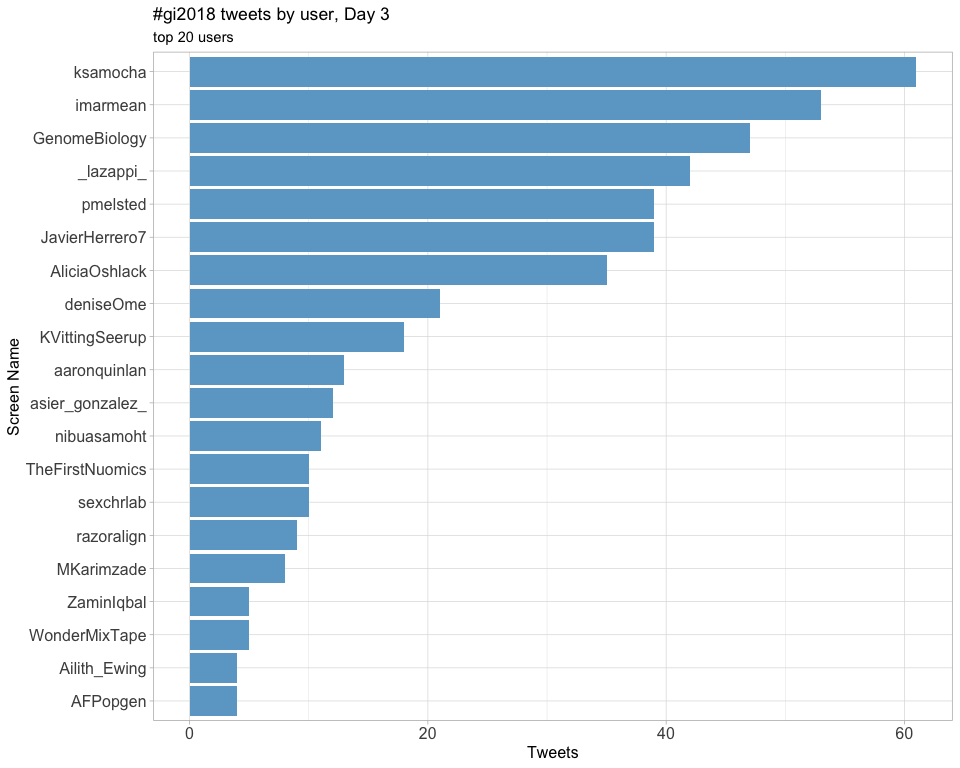 #gi2018 tweets by user, Day 3
top 20 users
Screen Name
ksamocha
imarmean
GenomeBiology
_lazappi_
pmelsted
JavierHerrero7
AliciaOshlack
deniseOme
KVittingSeerup
aaronquinlan
asier_gonzalez_
nibuasamoht
TheFirstNuomics
sexchrlab
razoralign
MKarimzade
ZaminIqbal
WonderMixTape
Ailith_Ewing
AFPopgen
0 20 40 60
Tweets